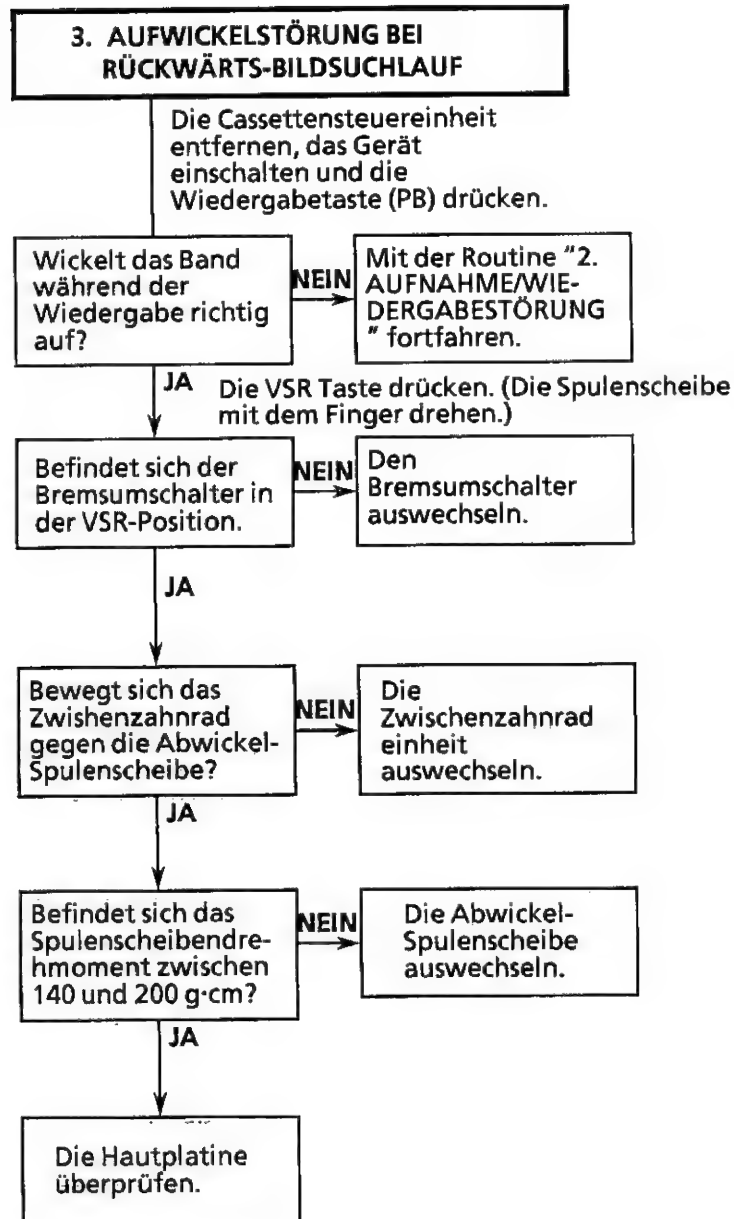 3. AUFWICKELSTÖRUNG BEI
RÜCKWÄRTS-BILDSUCHLAUF
Die Cassettensteuereinheit
entfernen, das Gerät
einschalten und die
Wiedergabetaste (PB) drücken.
Wickelt das Band
während der
Wiedergabe richtig
auf?
NEIN
Mit der Routine "2.
AUFNAHME/WIE-
DERGABESTÖRUNG
" fortfahren.
JA
Die VSR Taste drücken. (Die Spulenscheibe
mit dem Finger drehen.)
Befindet sich der
Bremsumschalter in
der VSR-Position.
NEIN
Den
Bremsumschalter
auswechseln.
JA
Bewegt sich das
Zwishenzahnrad
gegen die Abwickel-
Spulenscheibe?
NEIN
Die
Zwischenzahnrad
einheit
auswechseln.
JA
Befindet sich das
Spulenscheibendre-
hmoment zwischen
140 und 200 g·cm?
NEIN
Die Abwickel-
Spulenscheibe
auswechseln.
JA
Die Hautplatine
überprüfen.